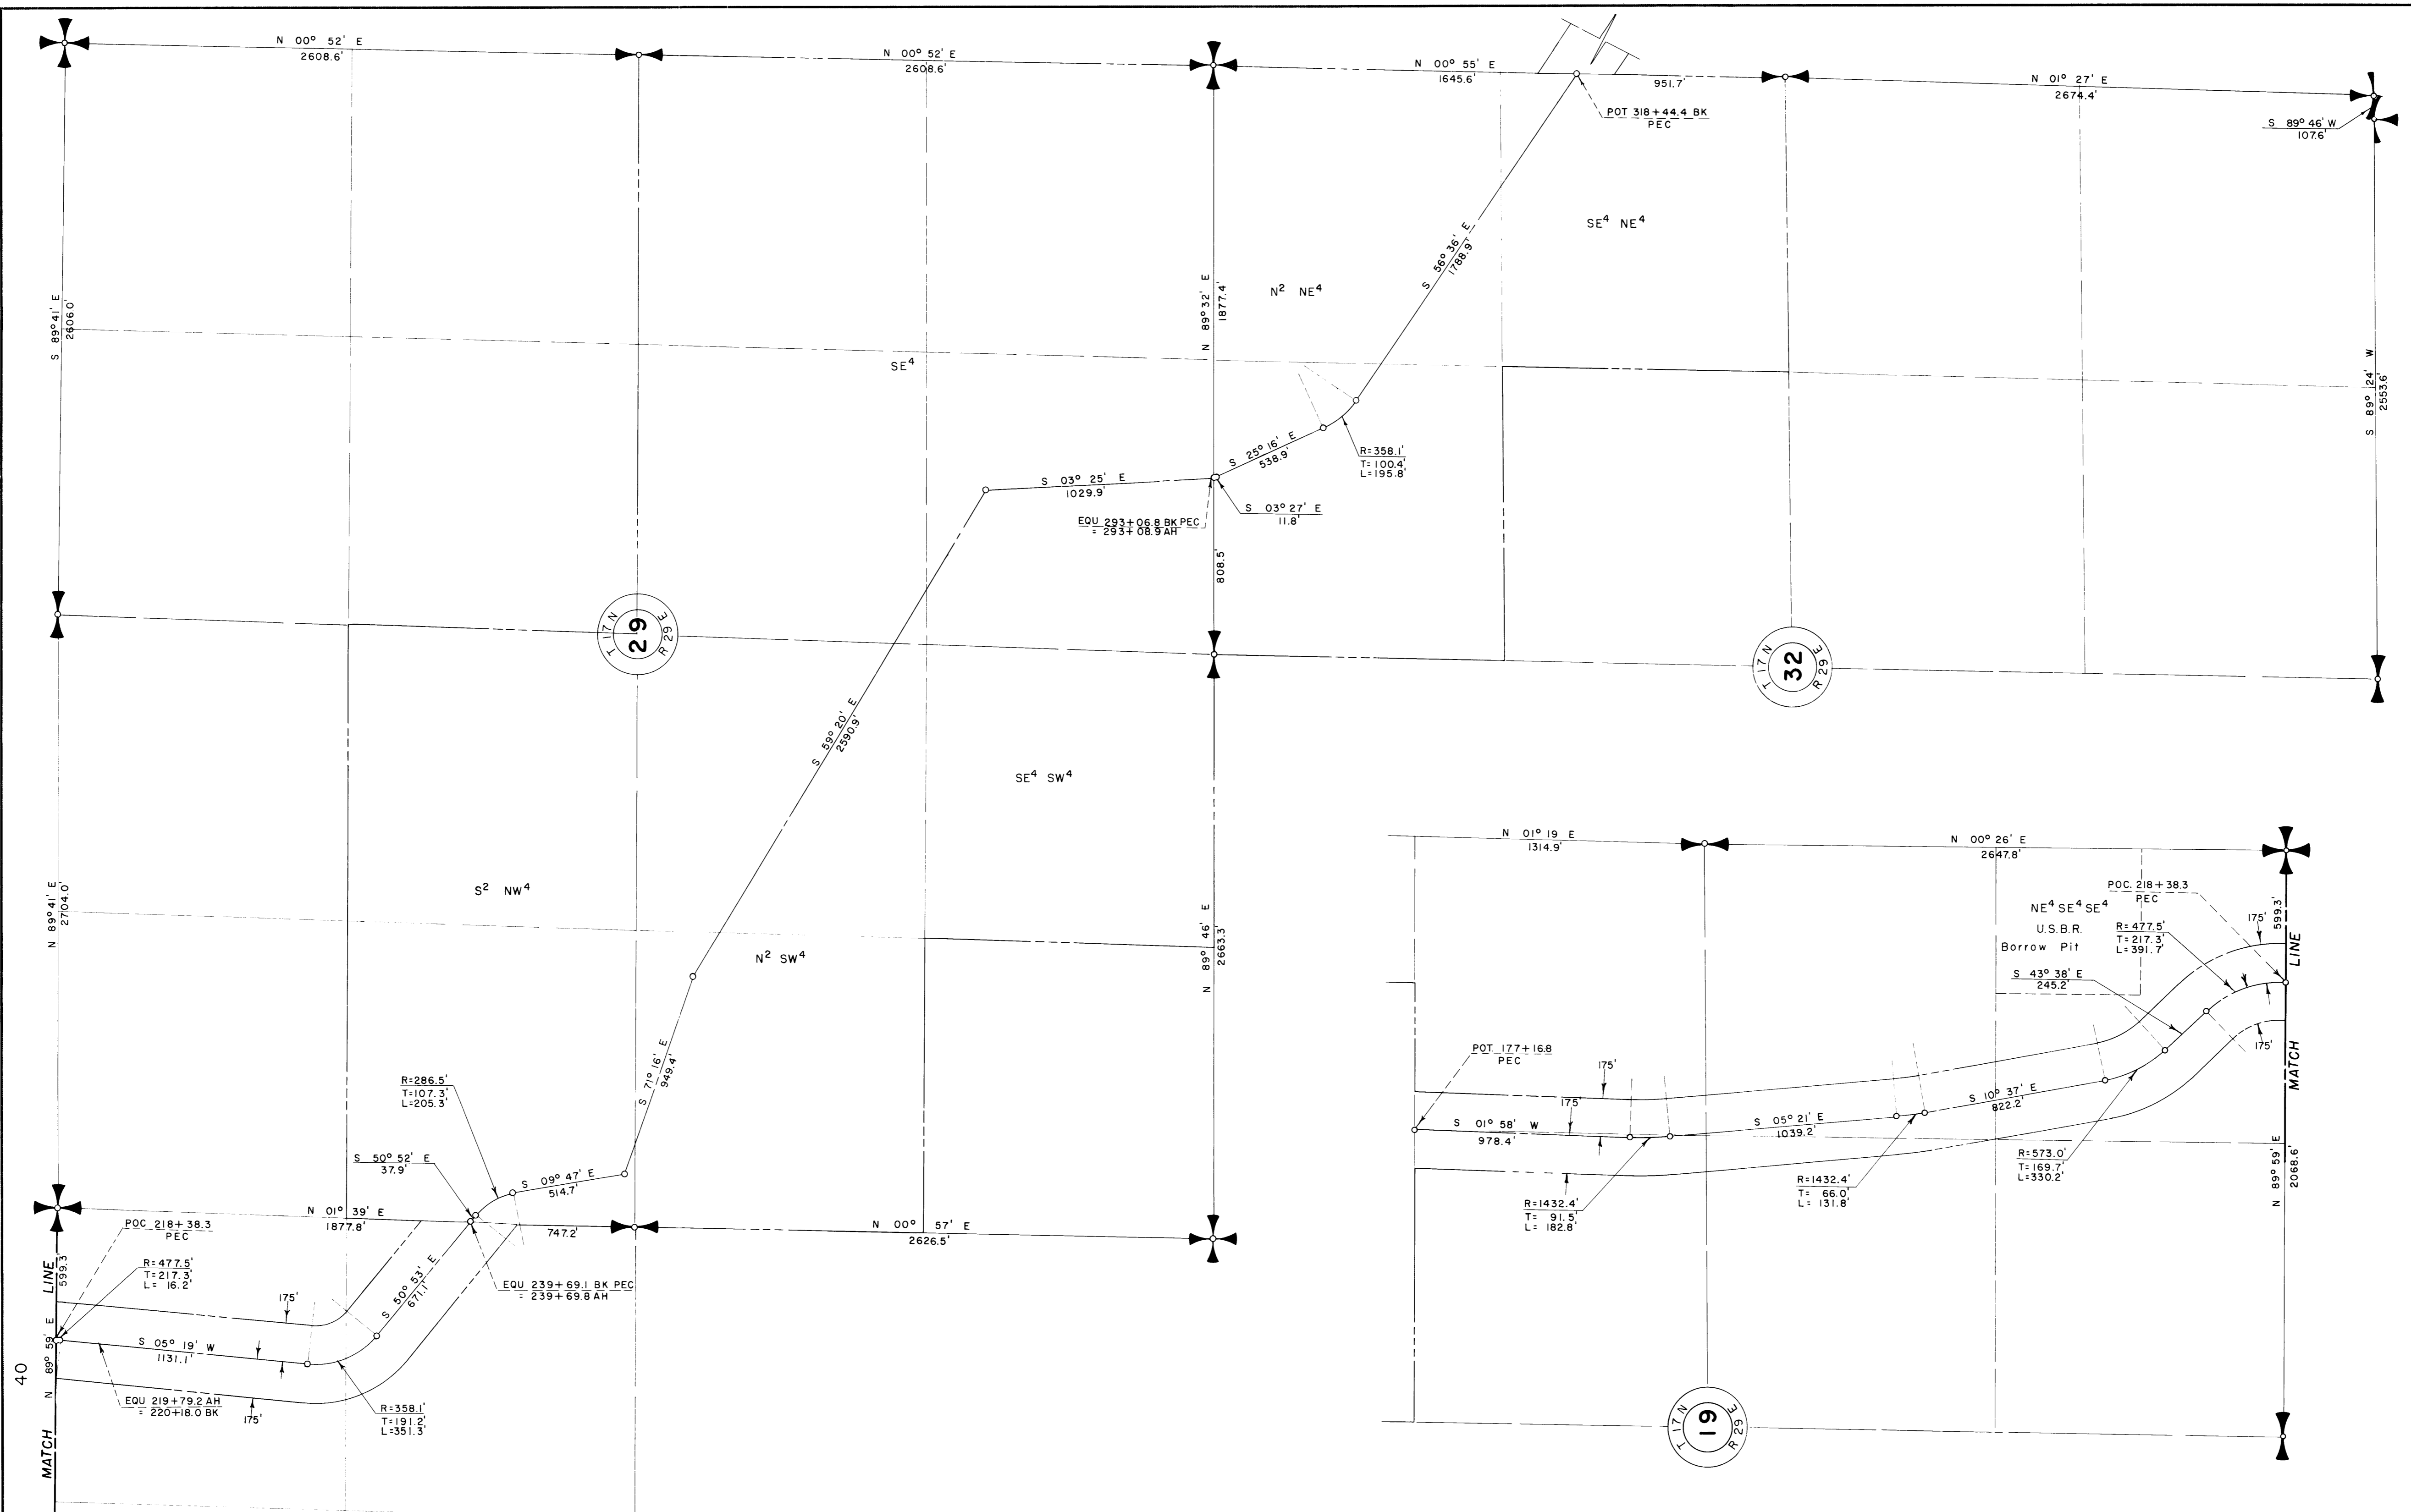 N 00° 52' E
2608.6'
N 00° 52' E
2608.6'
N 00° 55' E
1645.6'
951.7'
N 01° 27' E
2674.4'
POT 318+44.4 BK
PEC
S 89° 46' W
107.6'
SE⁴ NE⁴
S 56° 36' E
1788.9'
N² NE⁴
N 89° 32' E
1877.4'
S 89° 41' E
2606.0'
SE⁴
S 89° 24' W
2553.6'
R=358.1'
T=100.4'
L=195.8'
S 25° 16' E
538.9'
S 03° 25' E
1029.9'
S 03° 27' E
11.8'
EQU 293+06.8 BK PEC
= 293+08.9 AH
808.5'
T 17 N
29
R 29 E
T 17 N
32
R 29 E
S 59° 20' E
2590.9'
SE⁴ SW⁴
S² NW⁴
N 89° 41' E
2704.0'
N² SW⁴
N 89° 46' E
2663.3'
S 71° 16' E
949.4'
R=286.5'
T=107.3'
L=205.3'
S 50° 52' E
37.9'
S 09° 47' E
514.7'
N 01° 39' E
1877.8'
747.2'
N 00° 57' E
2626.5'
POC 218+38.3
PEC
R=477.5'
T=217.3'
L= 16.2'
599.3'
MATCH LINE
N 89° 59' E
175'
S 50° 53' E
671.1'
EQU 239+69.1 BK PEC
= 239+69.8 AH
S 05° 19' W
1131.1'
EQU 219+79.2 AH
= 220+18.0 BK
175'
R=358.1'
T=191.2'
L=351.3'
40
N 01° 19 E
1314.9'
N 00° 26' E
2647.8'
POC. 218+38.3
PEC
NE⁴ SE⁴ SE⁴
U.S.B.R.
Borrow Pit
R=477.5'
T=217.3'
L=391.7'
175'
599.3'
MATCH LINE
S 43° 38' E
245.2'
175'
POT. 177+16.8
PEC
175'
175'
S 01° 58' W
978.4'
S 05° 21' E
1039.2'
S 10° 37' E
822.2'
R=573.0'
T=169.7'
L=330.2'
R=1432.4'
T= 66.0'
L= 131.8'
R=1432.4'
T= 91.5'
L= 182.8'
N 89° 59' E
2068.6'
T 17 N
19
R 29 E